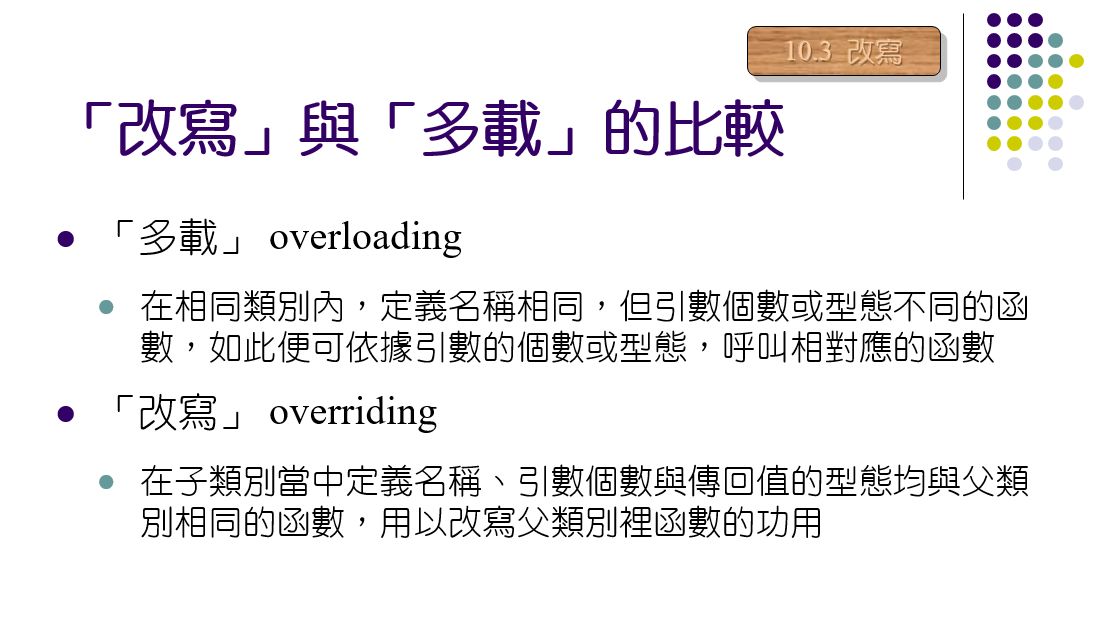 10.3 改寫
「改寫」與「多載」的比較
「多載」 overloading
在相同類別內，定義名稱相同，但引數個數或型態不同的函
數，如此便可依據引數的個數或型態，呼叫相對應的函數
「改寫」 overriding
在子類別當中定義名稱、引數個數與傳回值的型態均與父類
別相同的函數，用以改寫父類別裡函數的功用